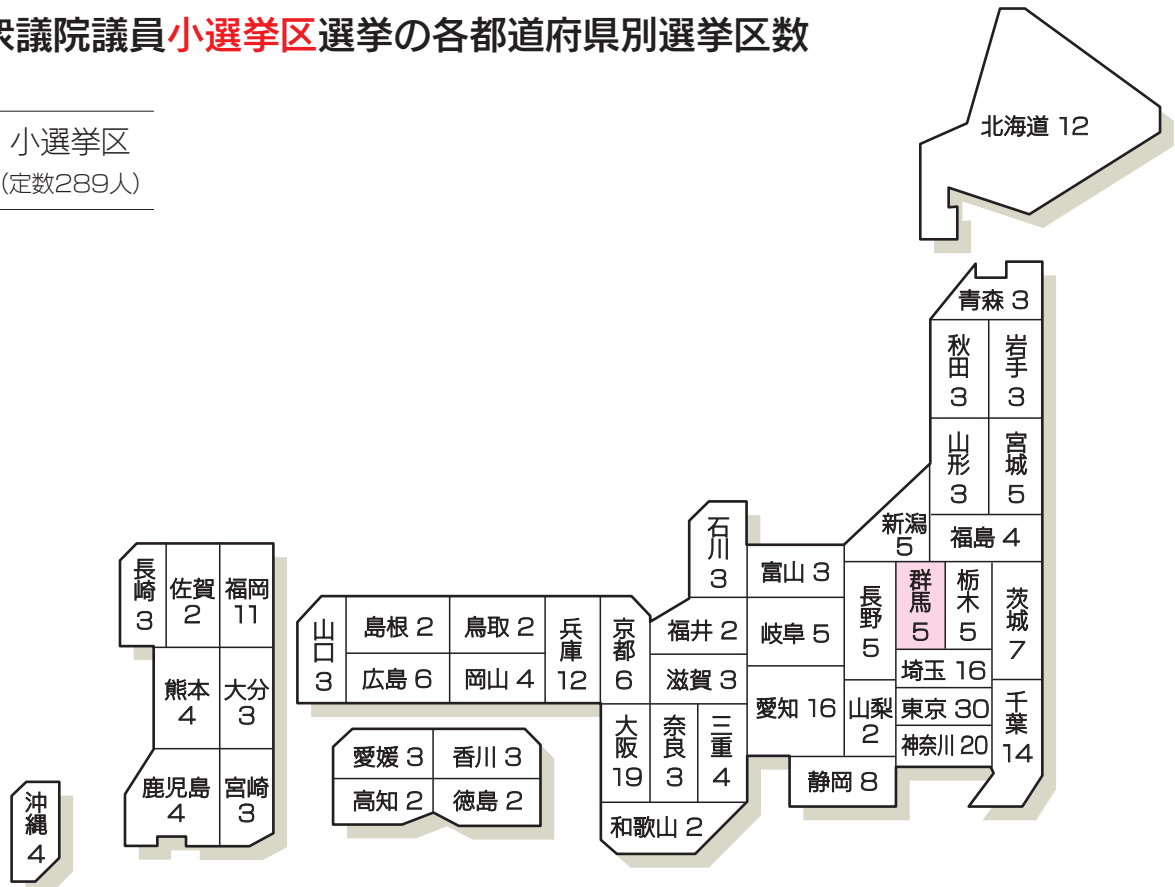 衆議院議員小選挙区選挙の各都道府県別選挙区数
小選挙区
(定数289人)
北海道 12
青森 3
秋田
3
岩手
3
山形
3
宮城
5
新潟
5
福島 4
石川
3
富山 3
長野
5
群馬
5
栃木
5
茨城
7
福井 2
岐阜 5
滋賀 3
愛知 16
山梨
2
埼玉 16
東京 30
神奈川 20
千葉
14
静岡 8
長崎
3
佐賀
2
福岡
11
熊本
4
大分
3
鹿児島
4
宮崎
3
沖縄
4
山口
3
島根 2
鳥取 2
広島 6
岡山 4
兵庫
12
京都
6
大阪
19
奈良
3
三重
4
和歌山 2
愛媛 3
香川 3
高知 2
徳島 2